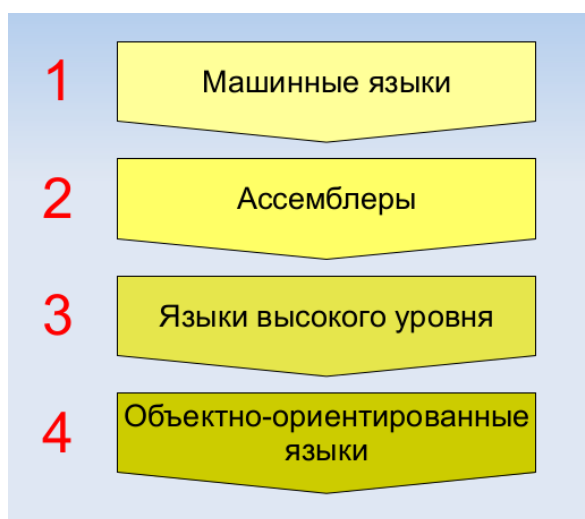 1 Машинные языки
2 Ассемблеры
3 Языки высокого уровня
4 Объектно-ориентированные
языки